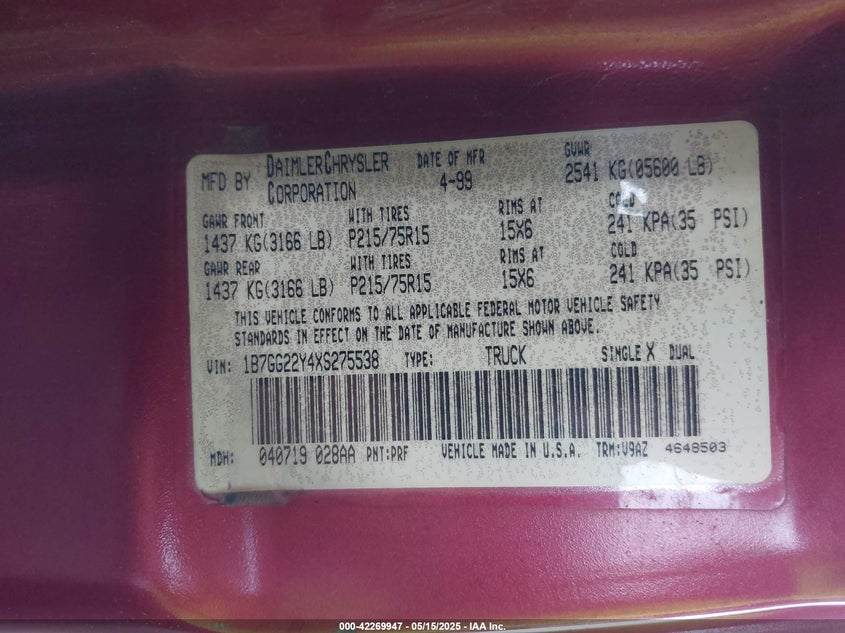 MFD BY DAIMLERCHRYSLER CORPORATION DATE OF MFR 4-99 GVWR 2541 KG(05600 LB)
GAWR FRONT WITH TIRES RIMS AT COLD
1437 KG(3166 LB) P215/75R15 15X6 241 KPA(35 PSI)
GAWR REAR WITH TIRES RIMS AT COLD
1437 KG(3166 LB) P215/75R15 15X6 241 KPA(35 PSI)
THIS VEHICLE CONFORMS TO ALL APPLICABLE FEDERAL MOTOR VEHICLE SAFETY
STANDARDS IN EFFECT ON THE DATE OF MANUFACTURE SHOWN ABOVE.
VIN: 1B7GG22Y4XS275538 TYPE: TRUCK SINGLE X DUAL
MDH: 040719 028AA PNT:PRF VEHICLE MADE IN U.S.A. TRM:V9AZ 4648503
000-42269947 - 05/15/2025 - IAA Inc.